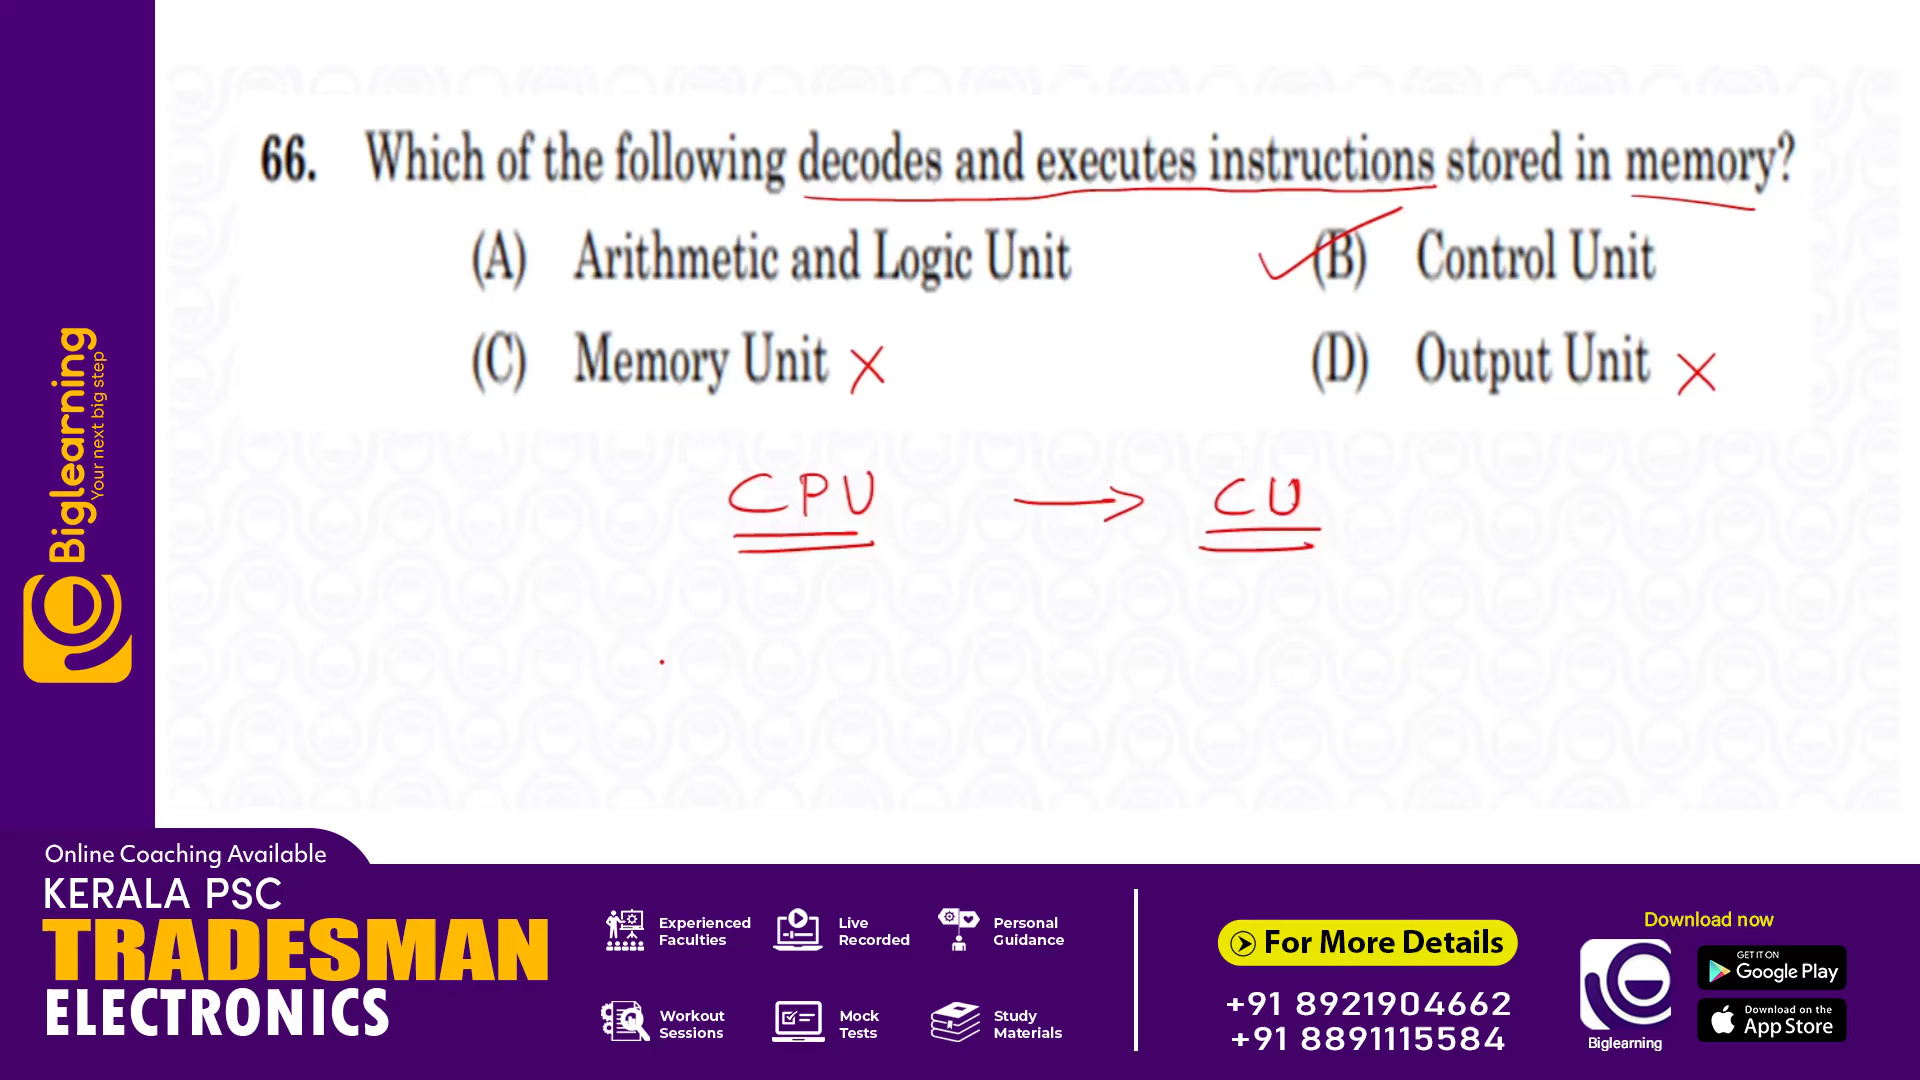 66. Which of the following decodes and executes instructions stored in memory?
(A) Arithmetic and Logic Unit (B) Control Unit
(C) Memory Unit (D) Output Unit
CPU → CU
Biglearning
Your next big step
Online Coaching Available
KERALA PSC
TRADESMAN
ELECTRONICS
Experienced Faculties
Live Recorded
Personal Guidance
Workout Sessions
Mock Tests
Study Materials
For More Details
+91 8921904662
+91 8891115584
Download now
Biglearning
GET IT ON
Google Play
Download on the
App Store